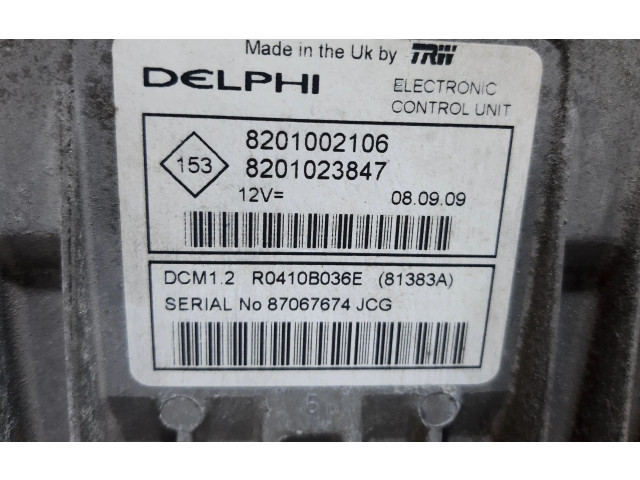 Made in the Uk by TRW
DELPHI ELECTRONIC
CONTROL UNIT
153
8201002106
8201023847
12V= 08.09.09
DCM1.2 R0410B036E (81383A)
SERIAL No 87067674 JCG